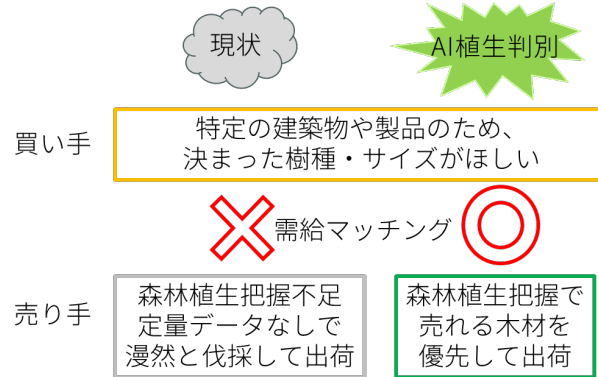 現状
AI植生判別
買い手
特定の建築物や製品のため、
決まった樹種・サイズがほしい
需給マッチング
売り手
森林植生把握不足
定量データなしで
漫然と伐採して出荷
森林植生把握で
売れる木材を
優先して出荷